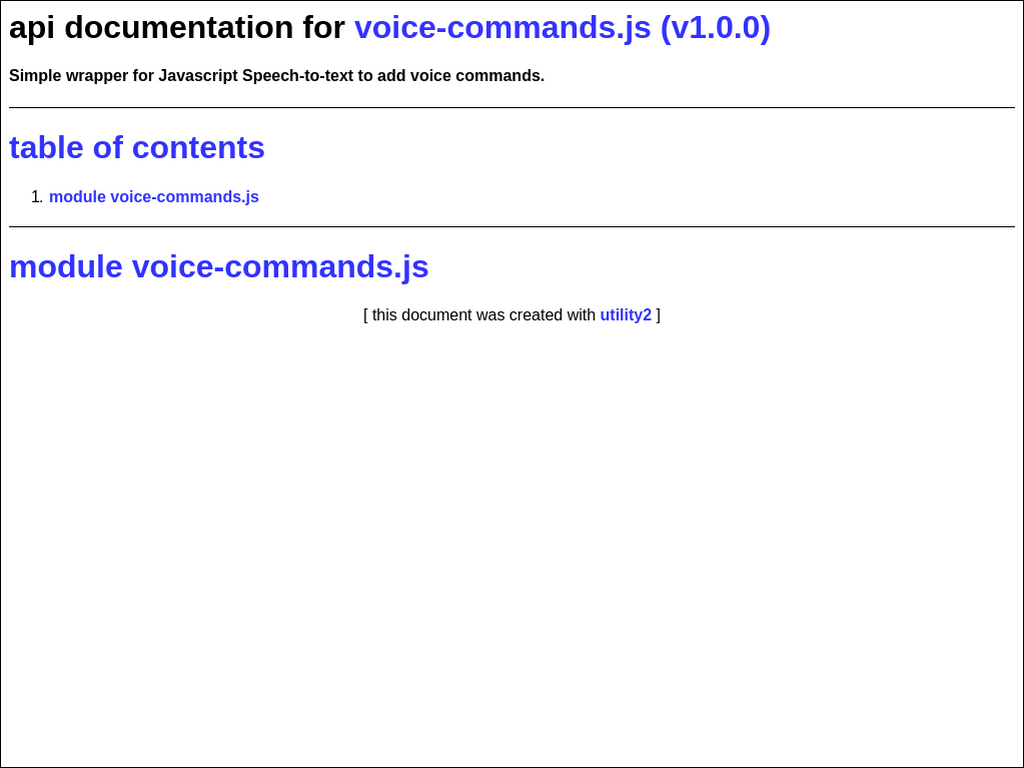 api documentation for voice-commands.js (v1.0.0)
Simple wrapper for Javascript Speech-to-text to add voice commands.
table of contents
1. module voice-commands.js
module voice-commands.js
[ this document was created with utility2 ]